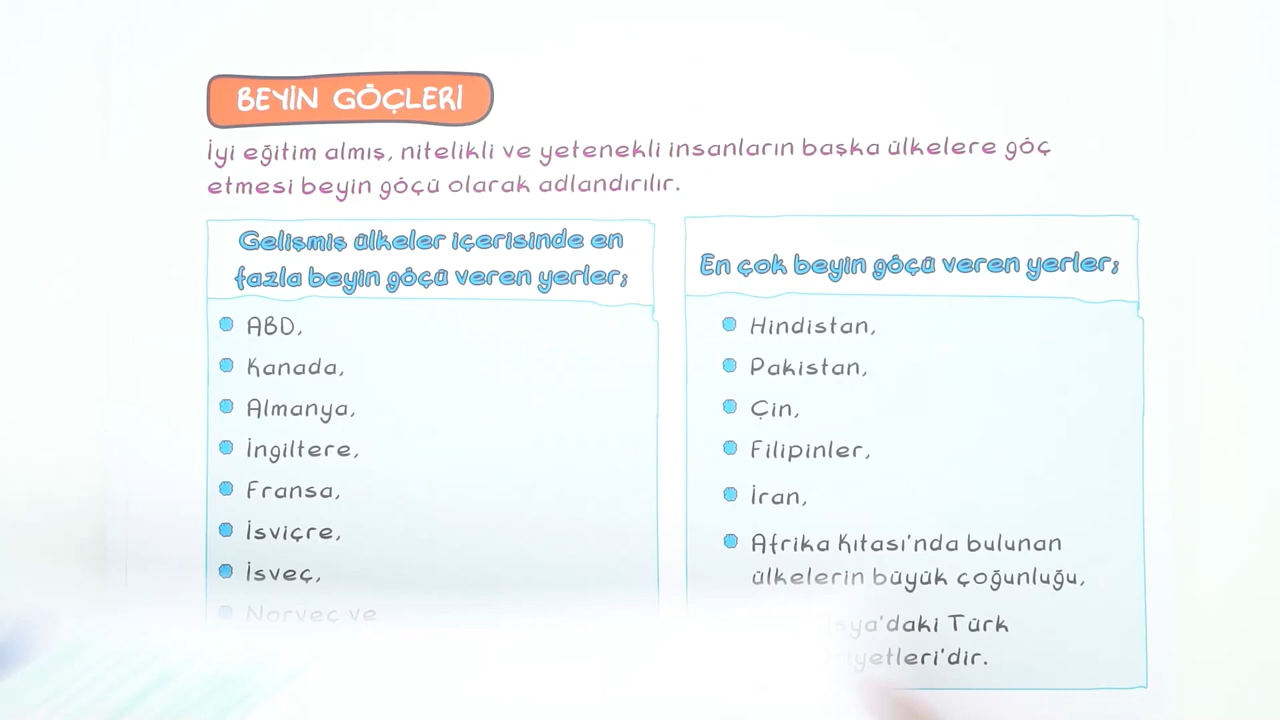 BEYİN GÖÇLERİ
İyi eğitim almış, nitelikli ve yetenekli insanların başka ülkelere göç
etmesi beyin göçü olarak adlandırılır.
Gelişmiş ülkeler içerisinde en
fazla beyin göçü veren yerler;
ABD,
Kanada,
Almanya,
İngiltere,
Fransa,
İsviçre,
İsveç,
Norveç ve
En çok beyin göçü veren yerler;
Hindistan,
Pakistan,
Çin,
Filipinler,
İran,
Afrika Kıtası'nda bulunan
ülkelerin büyük çoğunluğu,
Türk